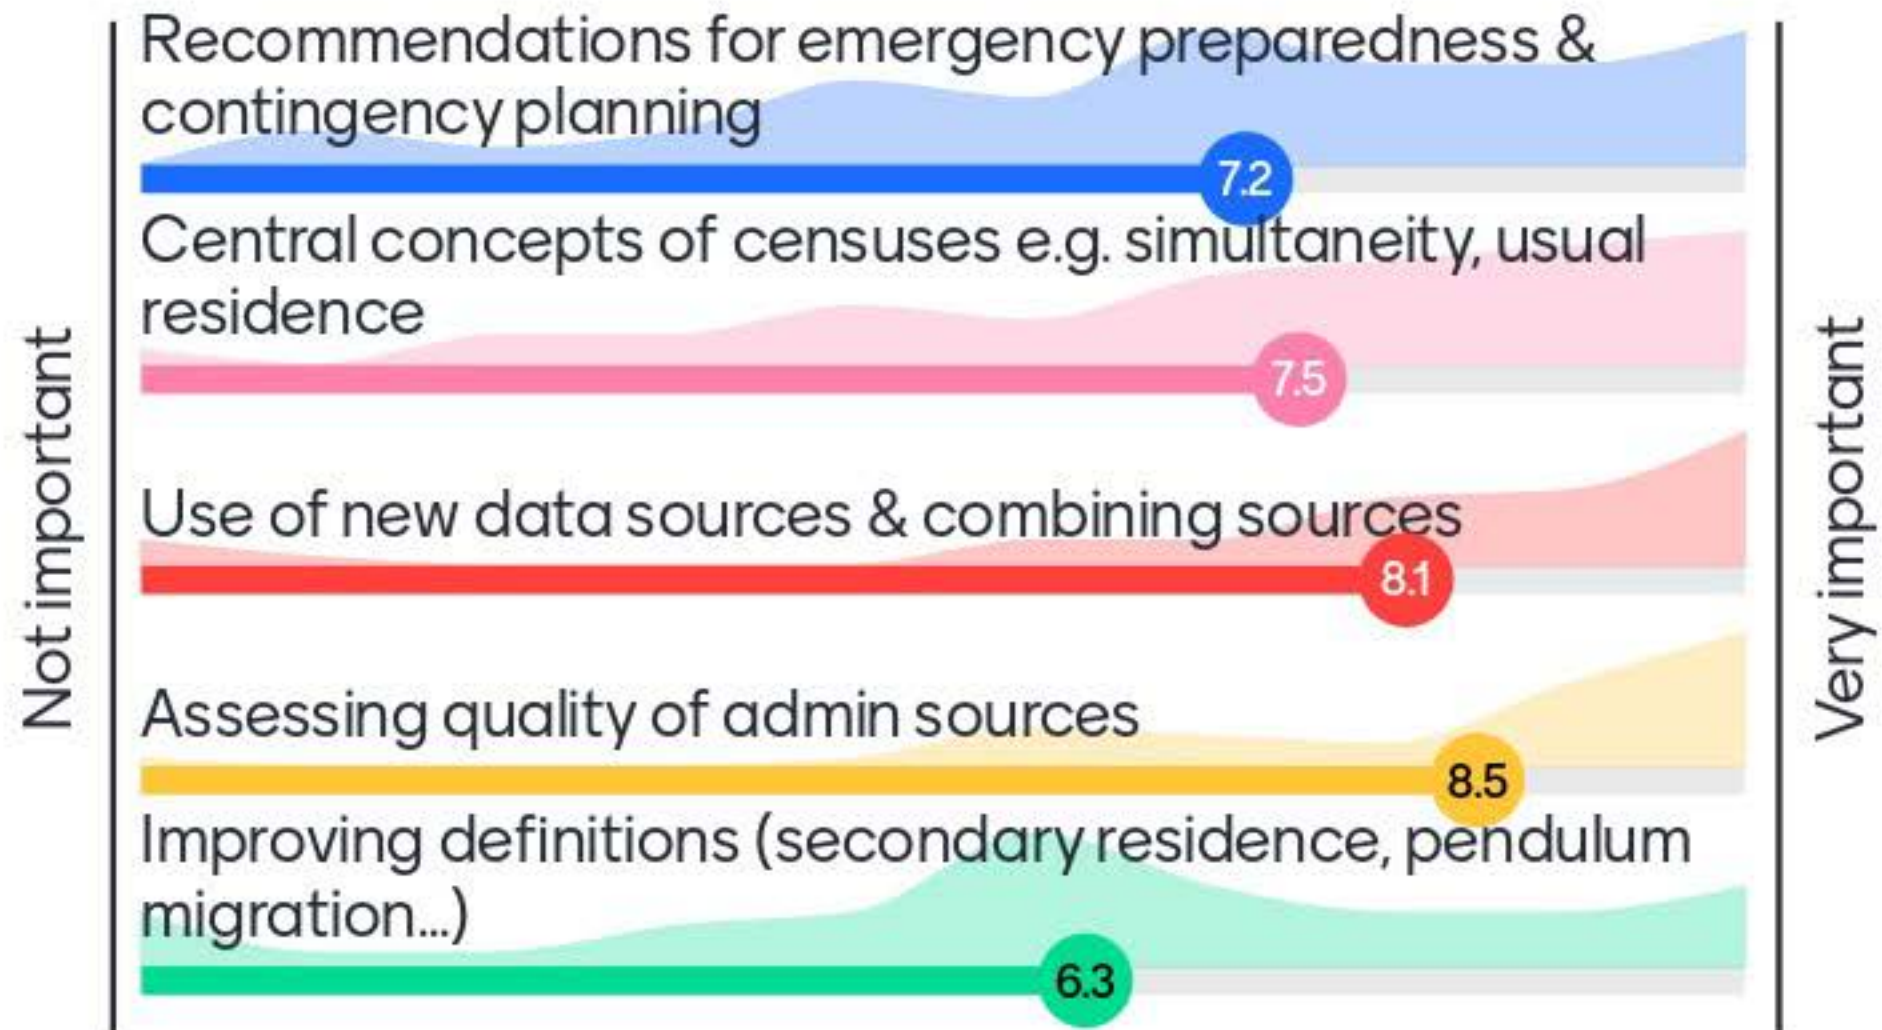 Recommendations for emergency preparedness &
contingency planning
7.2
Central concepts of censuses e.g. simultaneity, usual
residence
7.5
Not important
Very important
Use of new data sources & combining sources
8.1
Assessing quality of admin sources
8.5
Improving definitions (secondary residence, pendulum
migration...)
6.3